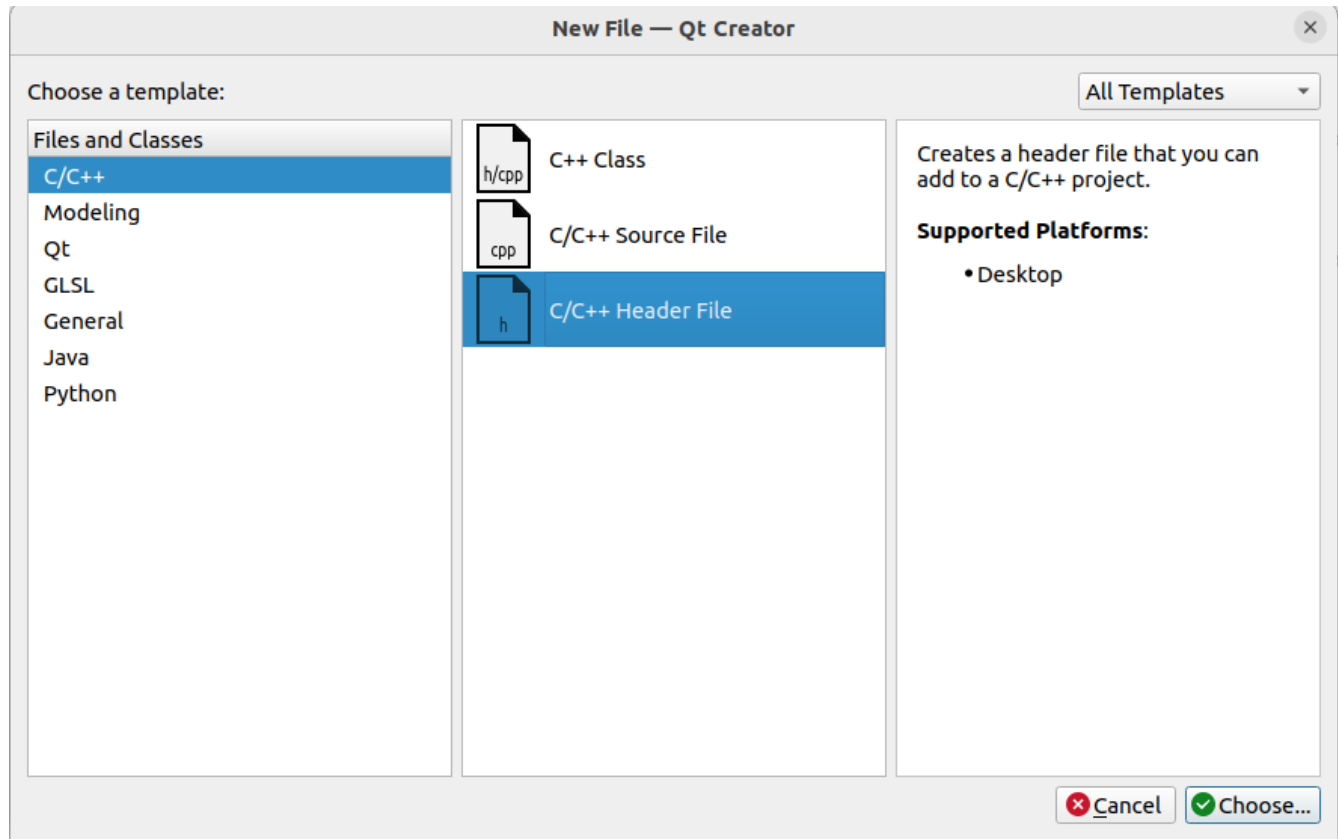 New File — Qt Creator
Choose a template:
All Templates
Files and Classes
C/C++
Modeling
Qt
GLSL
General
Java
Python
h/cpp
C++ Class
cpp
C/C++ Source File
h
C/C++ Header File
Creates a header file that you can
add to a C/C++ project.
Supported Platforms:
• Desktop
Cancel
Choose...